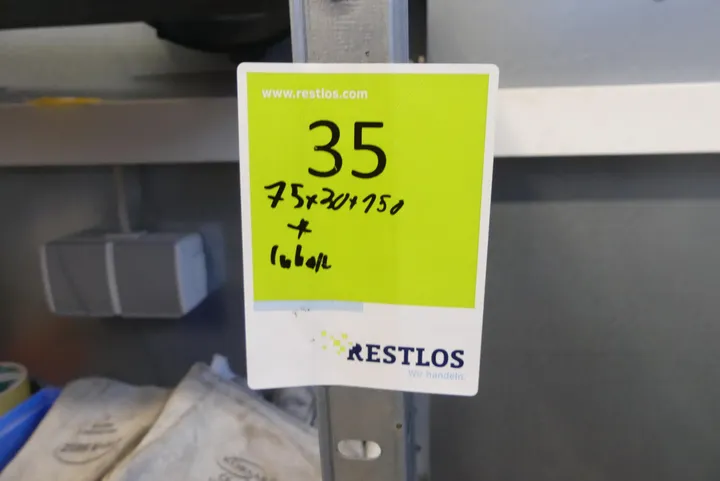 www.restlos.com
35
75x30x150
+
Inhalt
RESTLOS
Wir handeln.